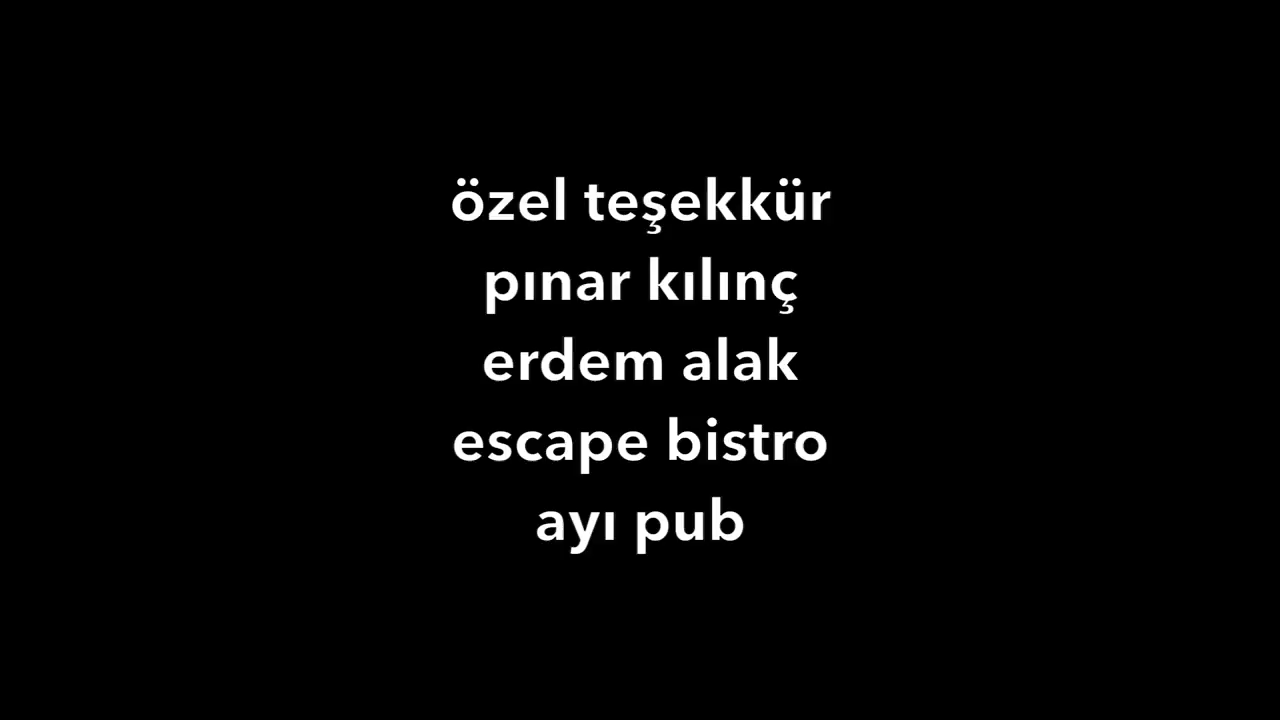 özel teşekkür
pınar kılınç
erdem alak
escape bistro
ayı pub